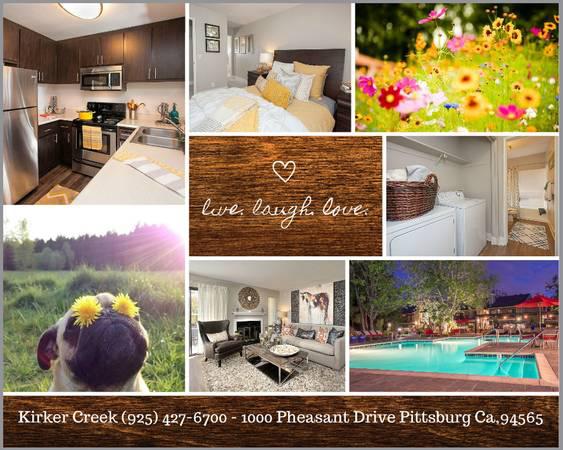 live. laugh. love.
Kirker Creek (925) 427-6700 - 1000 Pheasant Drive Pittsburg Ca,94565